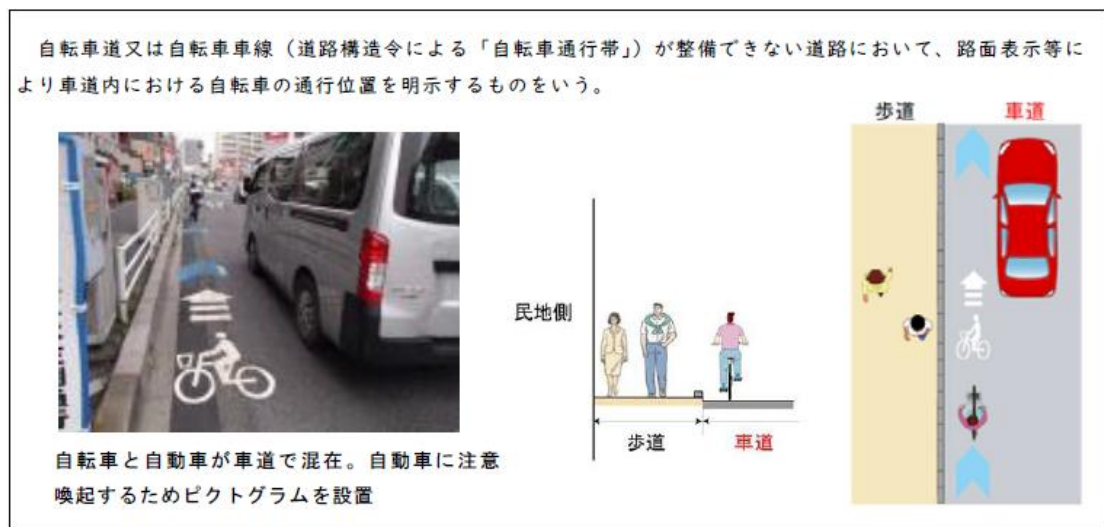 自転車道又は自転車車線（道路構造令による「自転車通行帯」）が整備できない道路において、路面表示等に
より車道内における自転車の通行位置を明示するものをいう。
歩道
車道
民地側
歩道
車道
自転車と自動車が車道で混在。自動車に注意
喚起するためピクトグラムを設置